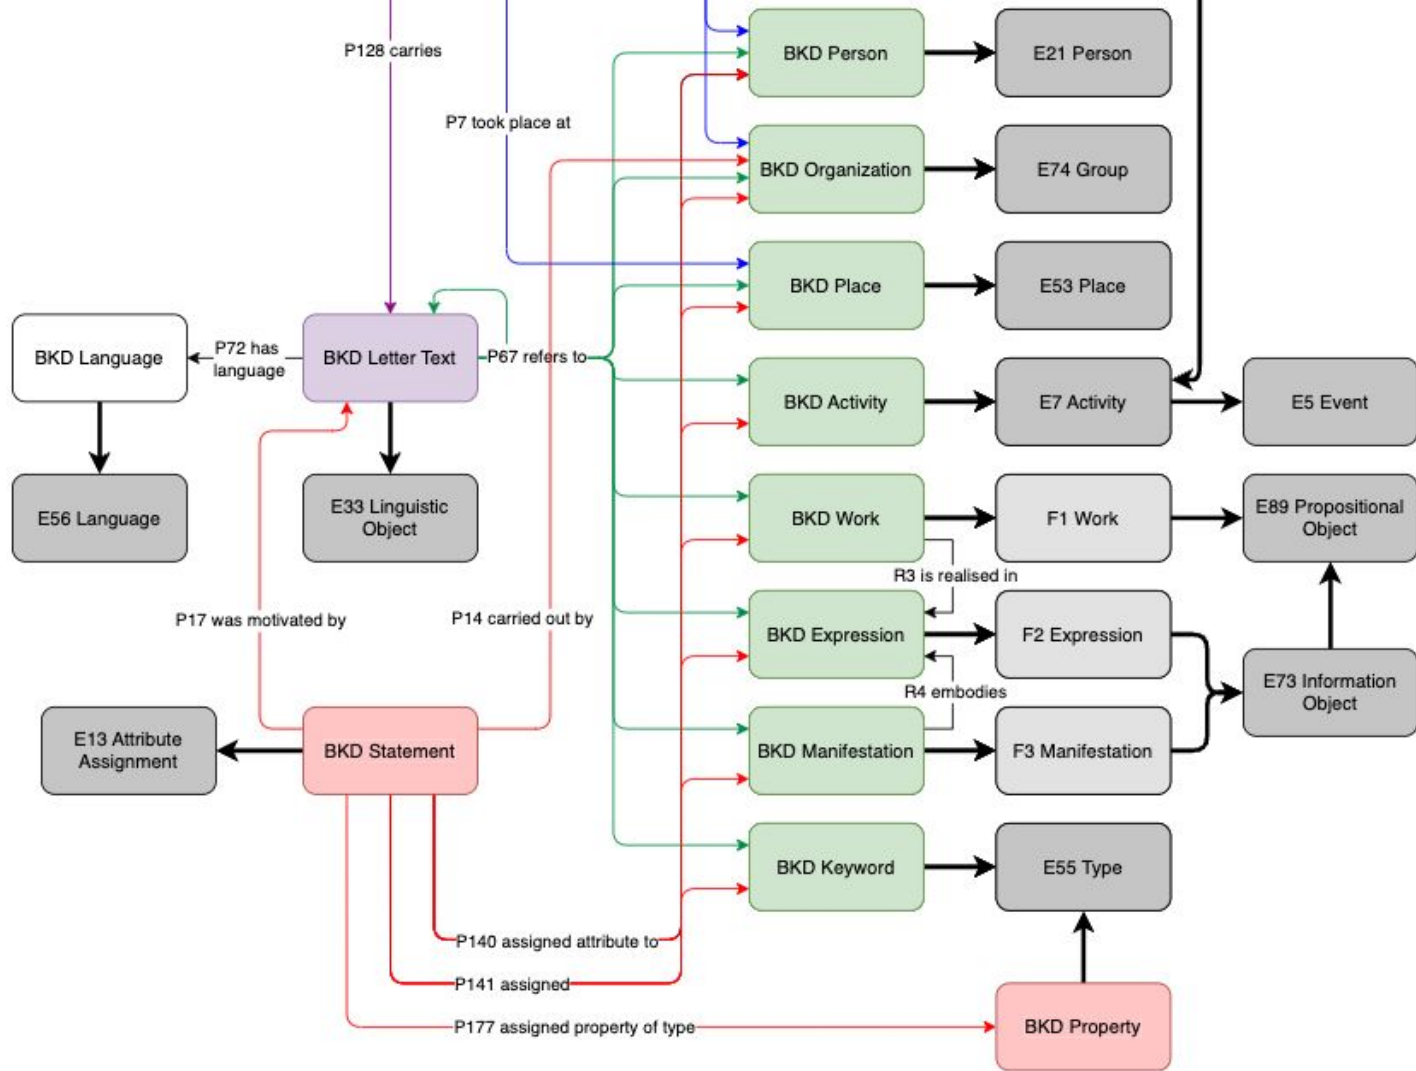 P128 carries
BKD Person
E21 Person
P7 took place at
BKD Organization
E74 Group
BKD Place
E53 Place
BKD Language
P72 has
language
BKD Letter Text
P67 refers to
BKD Activity
E7 Activity
E5 Event
E56 Language
E33 Linguistic
Object
BKD Work
F1 Work
E89 Propositional
Object
R3 is realised in
P17 was motivated by
P14 carried out by
BKD Expression
F2 Expression
R4 embodies
E73 Information
Object
E13 Attribute
Assignment
BKD Statement
BKD Manifestation
F3 Manifestation
BKD Keyword
E55 Type
P140 assigned attribute to
P141 assigned
P177 assigned property of type
BKD Property